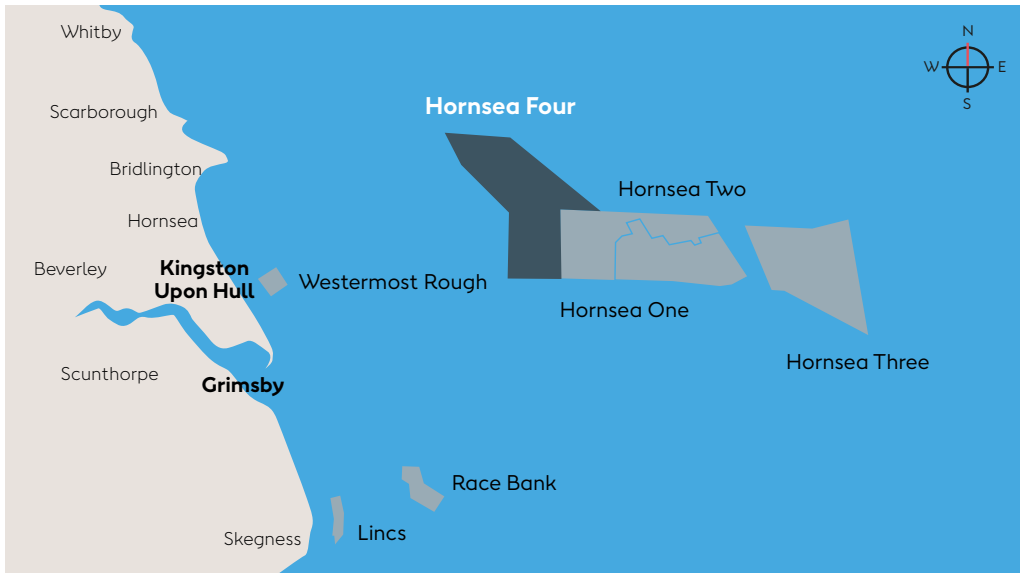 Whitby
N
W
E
S
Scarborough
Hornsea Four
Bridlington
Hornsea Two
Hornsea
Beverley
Kingston
Upon Hull
Westermost Rough
Hornsea One
Hornsea Three
Scunthorpe
Grimsby
Race Bank
Lincs
Skegness